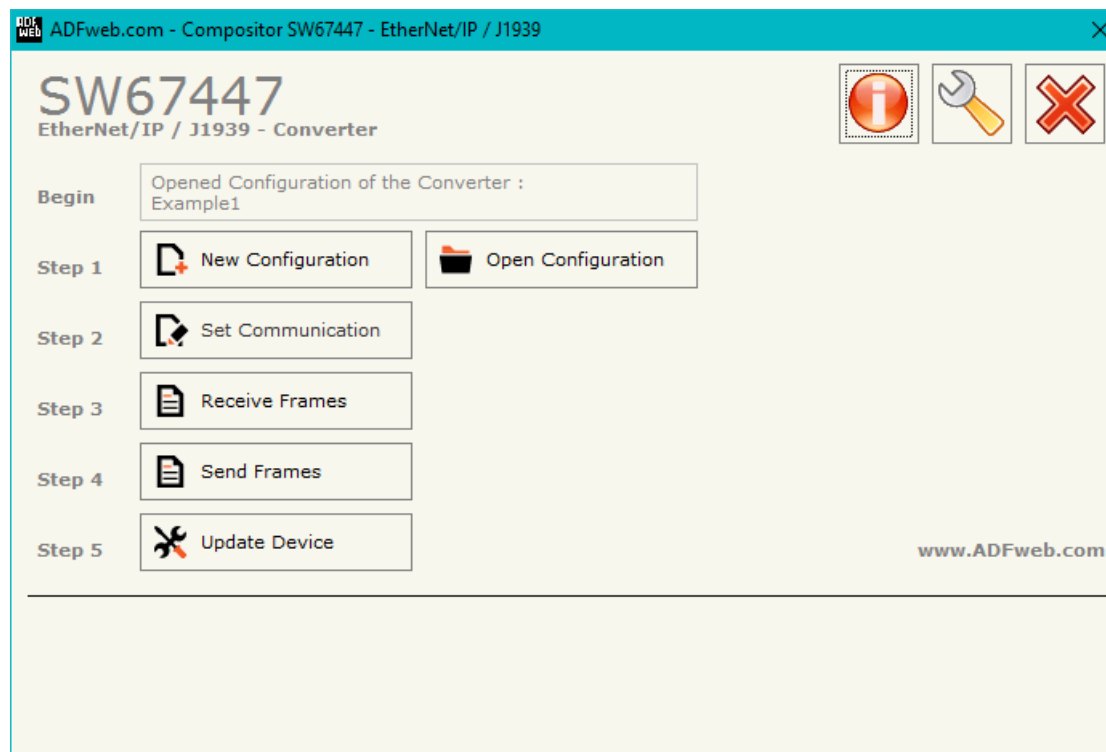 ADF WEB ADFweb.com - Compositor SW67447 - EtherNet/IP / J1939
SW67447
EtherNet/IP / J1939 - Converter
Begin
Opened Configuration of the Converter :
Example1
Step 1
New Configuration
Open Configuration
Step 2
Set Communication
Step 3
Receive Frames
Step 4
Send Frames
Step 5
Update Device
www.ADFweb.com